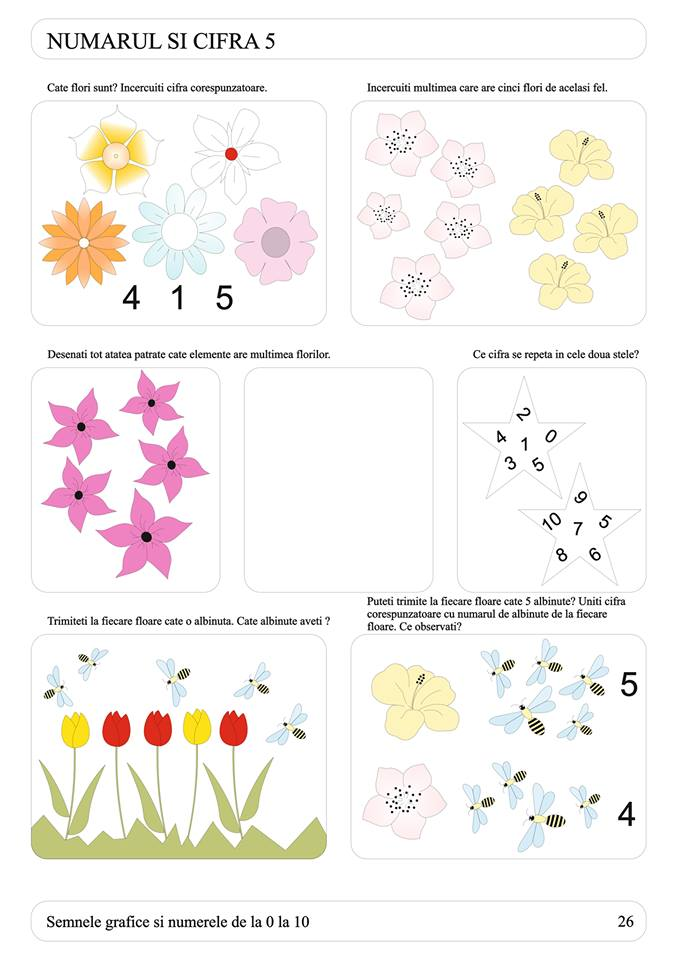 NUMARUL SI CIFRA 5
Cate flori sunt? Incercuiti cifra corespunzatoare.
4 1 5
Incercuiti multimea care are cinci flori de acelasi fel.
Desenati tot atatea patrate cate elemente are multimea florilor.
Ce cifra se repeta in cele doua stele?
2
4 1 0
3 5
9
10 7 5
8 6
Trimiteti la fiecare floare cate o albinuta. Cate albinute aveti ?
Puteti trimite la fiecare floare cate 5 albinute? Uniti cifra
corespunzatoare cu numarul de albinute de la fiecare
floare. Ce observati?
5
4
Semnele grafice si numerele de la 0 la 10
26